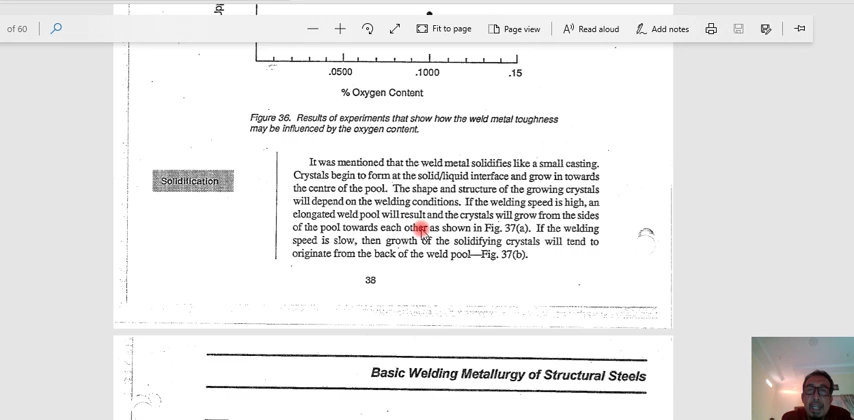 of 60
Fit to page
Page view
Read aloud
Add notes
.0500
.1000
.15
% Oxygen Content
Figure 36. Results of experiments that show how the weld metal toughness
may be influenced by the oxygen content.
Solidification
It was mentioned that the weld metal solidifies like a small casting.
Crystals begin to form at the solid/liquid interface and grow in towards
the centre of the pool. The shape and structure of the growing crystals
will depend on the welding conditions. If the welding speed is high, an
elongated weld pool will result and the crystals will grow from the sides
of the pool towards each other as shown in Fig. 37(a). If the welding
speed is slow, then growth of the solidifying crystals will tend to
originate from the back of the weld pool—Fig. 37(b).
38
Basic Welding Metallurgy of Structural Steels